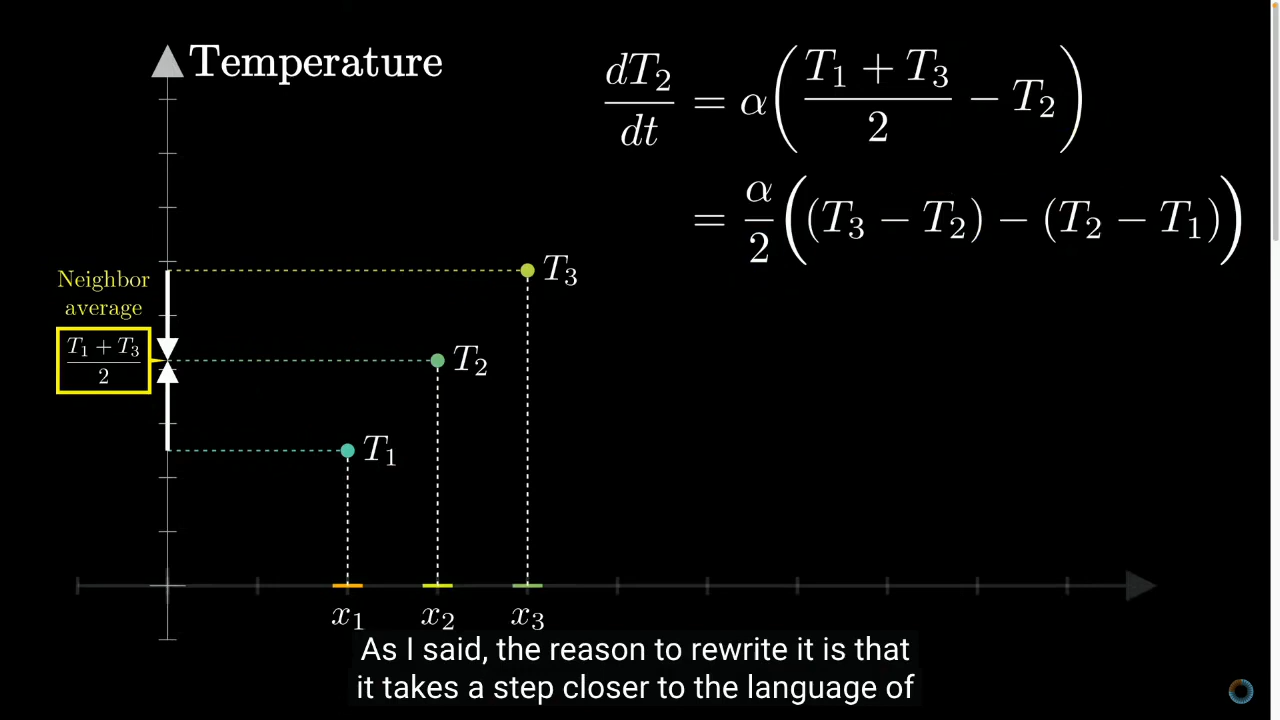 Temperature
dT₂/dt = α((T₁ + T₃)/2 − T₂)
= α/2((T₃ − T₂) − (T₂ − T₁))
Neighbor
average
(T₁ + T₃)/2
T₃
T₂
T₁
x₁ x₂ x₃
As I said, the reason to rewrite it is that
it takes a step closer to the language of